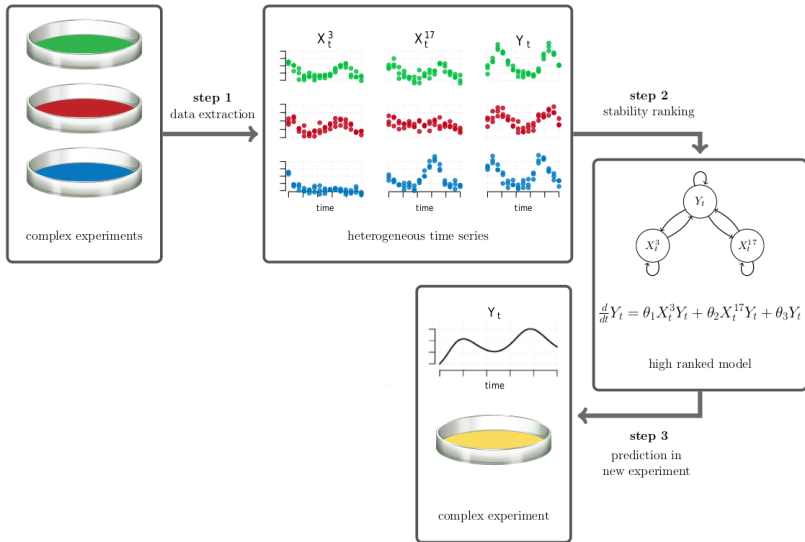 complex experiments
step 1
data extraction
X_t^3
X_t^17
Y_t
time
time
time
heterogeneous time series
step 2
stability ranking
Y_t
X_t^3
X_t^17
d/dt Y_t = θ_1 X_t^3 Y_t + θ_2 X_t^17 Y_t + θ_3 Y_t
high ranked model
step 3
prediction in
new experiment
Y_t
time
complex experiment